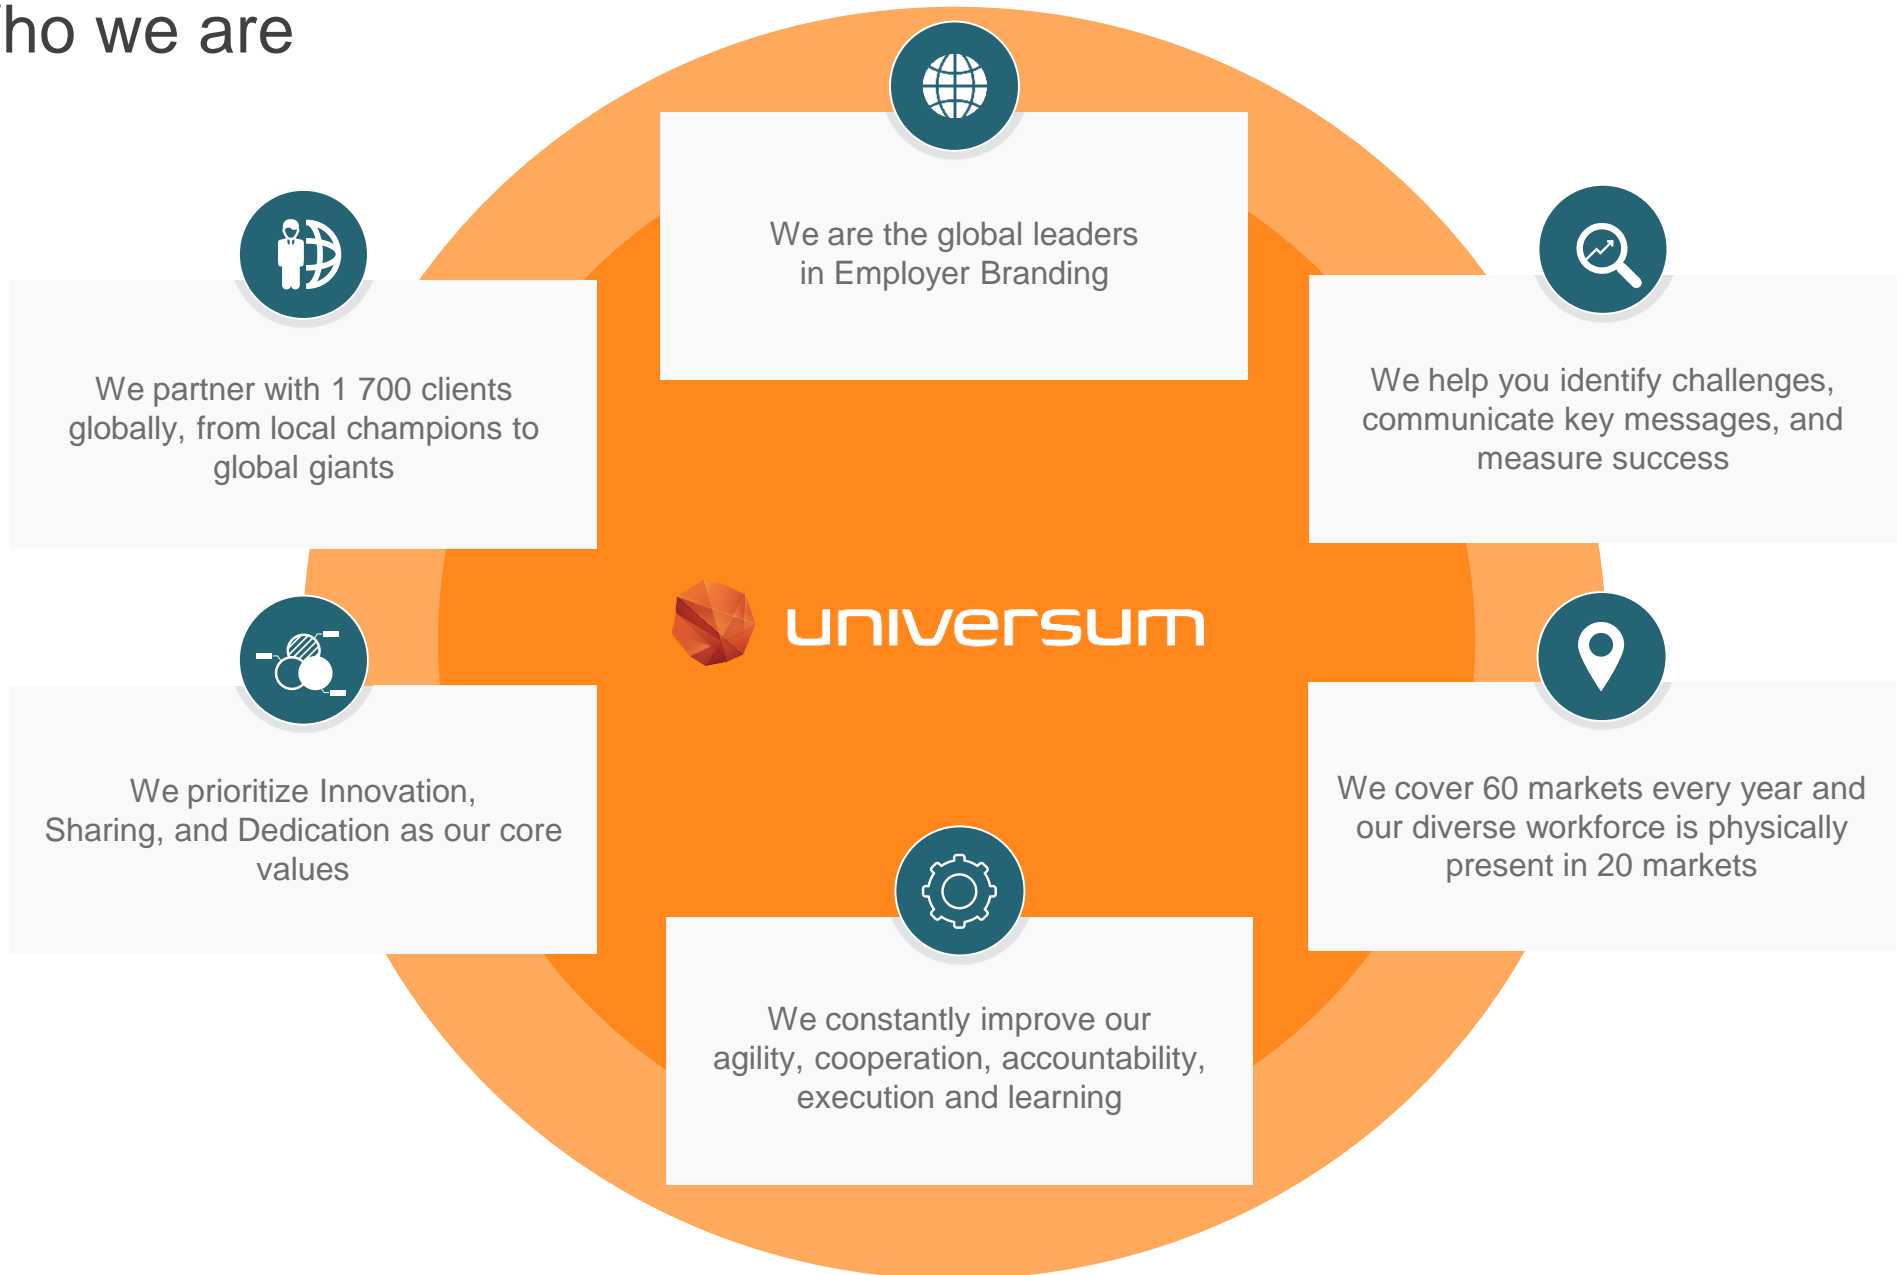 ho we are
We are the global leaders
in Employer Branding
We partner with 1 700 clients
globally, from local champions to
global giants
We help you identify challenges,
communicate key messages, and
measure success
universum
We prioritize Innovation,
Sharing, and Dedication as our core
values
We cover 60 markets every year and
our diverse workforce is physically
present in 20 markets
We constantly improve our
agility, cooperation, accountability,
execution and learning